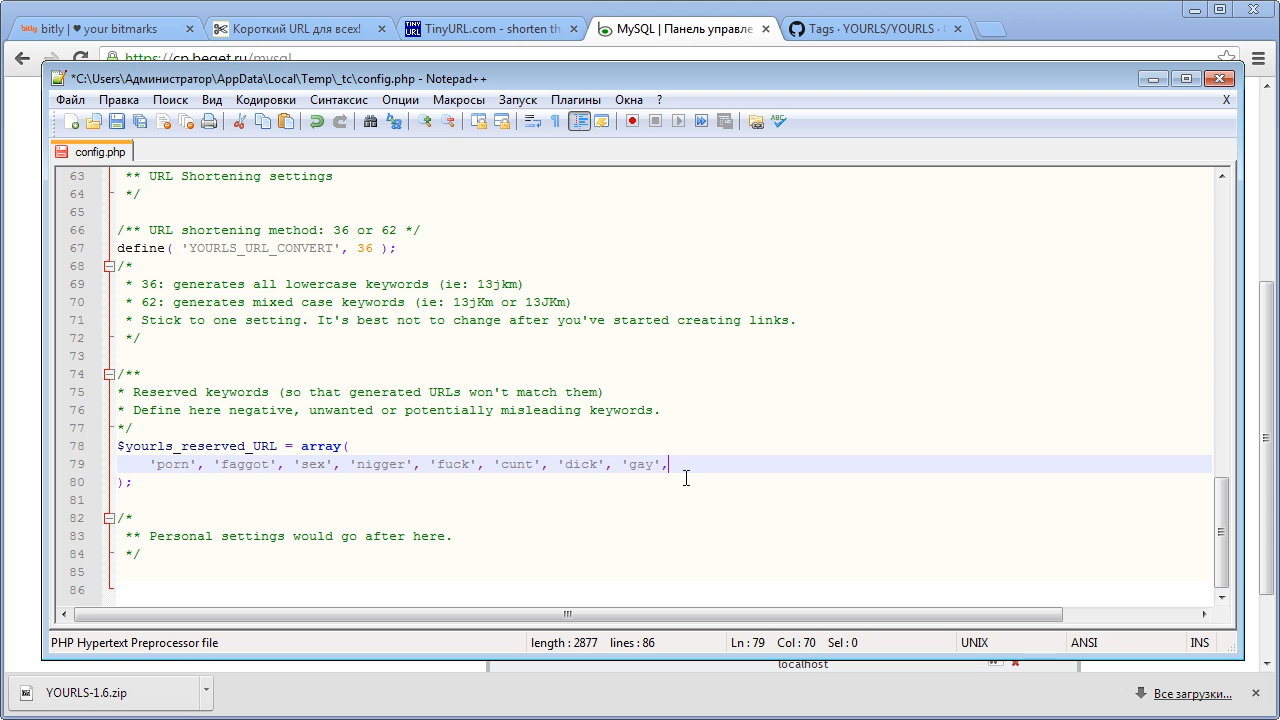 bitly | ♥ your bitmarks
Короткий URL для всех!
TinyURL.com - shorten th
MySQL | Панель управле
Tags · YOURLS/YOURLS ·
https://cp.beget.ru/mysql
*C:\Users\Администратор\AppData\Local\Temp\_tc\config.php - Notepad++
Файл Правка Поиск Вид Кодировки Синтаксис Опции Макросы Запуск Плагины Окна ? X
config.php
63 ** URL Shortening settings
64 */
65
66 /** URL shortening method: 36 or 62 */
67 define( 'YOURLS_URL_CONVERT', 36 );
68 /*
69 * 36: generates all lowercase keywords (ie: 13jkm)
70 * 62: generates mixed case keywords (ie: 13jKm or 13JKm)
71 * Stick to one setting. It's best not to change after you've started creating links.
72 */
73
74 /**
75 * Reserved keywords (so that generated URLs won't match them)
76 * Define here negative, unwanted or potentially misleading keywords.
77 */
78 $yourls_reserved_URL = array(
79 'porn', 'faggot', 'sex', 'nigger', 'fuck', 'cunt', 'dick', 'gay',
80 );
81
82 /*
83 ** Personal settings would go after here.
84 */
85
86
PHP Hypertext Preprocessor file length : 2877 lines : 86 Ln : 79 Col : 70 Sel : 0 UNIX ANSI INS
localhost
YOURLS-1.6.zip
Все загрузки...